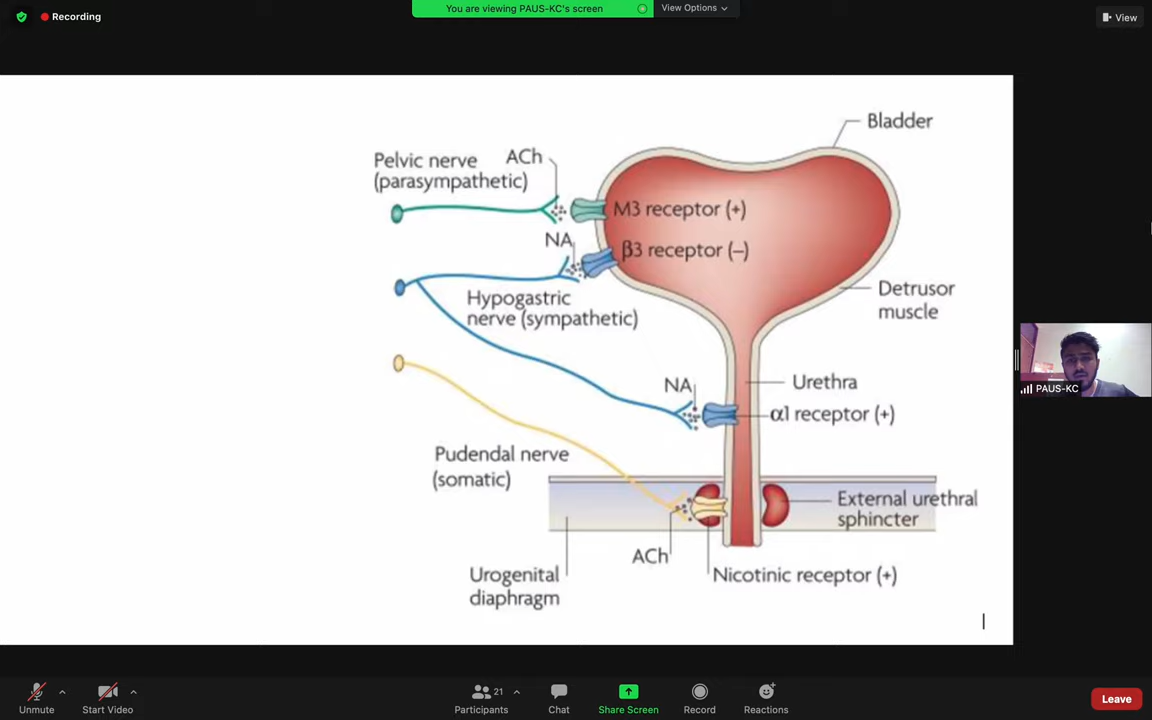 You are viewing PAUS-KC's screen
View Options
Recording
View
Bladder
Pelvic nerve
(parasympathetic)
ACh
M3 receptor (+)
NA
β3 receptor (–)
Hypogastric
nerve (sympathetic)
Detrusor
muscle
NA
Urethra
α1 receptor (+)
Pudendal nerve
(somatic)
External urethral
sphincter
ACh
Urogenital
diaphragm
Nicotinic receptor (+)
PAUS-KC
Unmute
Start Video
21
Participants
Chat
Share Screen
Record
Reactions
Leave